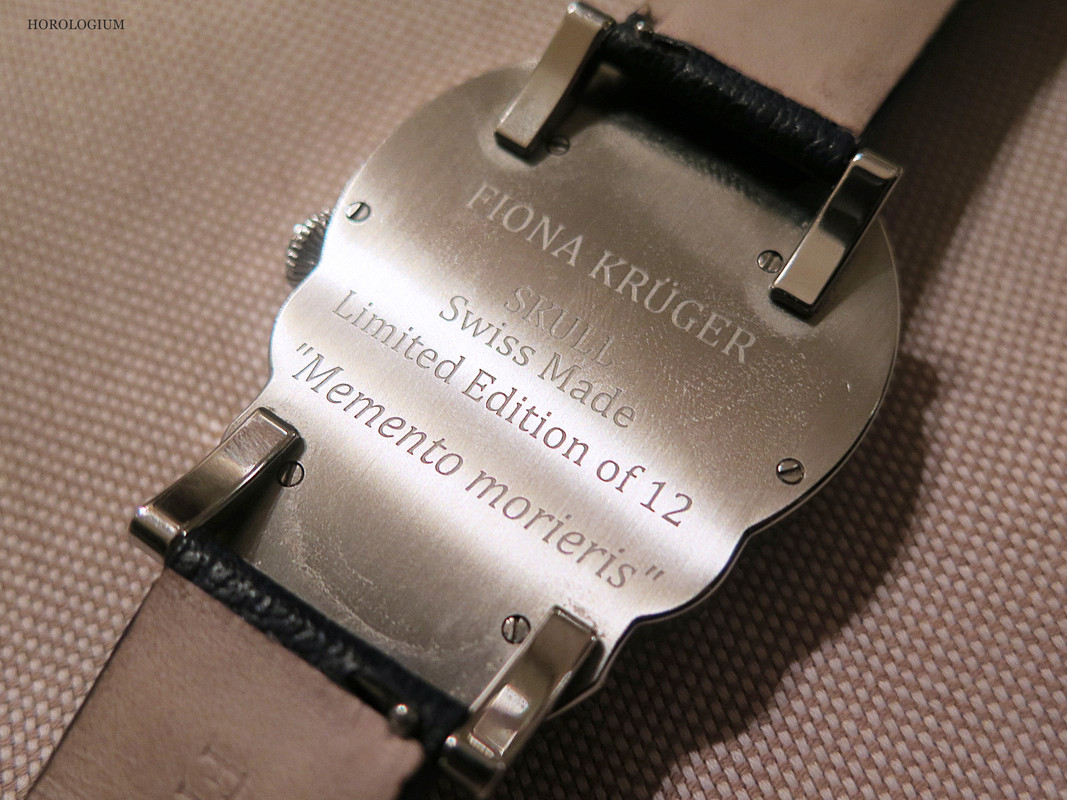 HOROLOGIUM
FIONA KRÜGER
SKULL
Swiss Made
Limited Edition of 12
"Memento morieris"